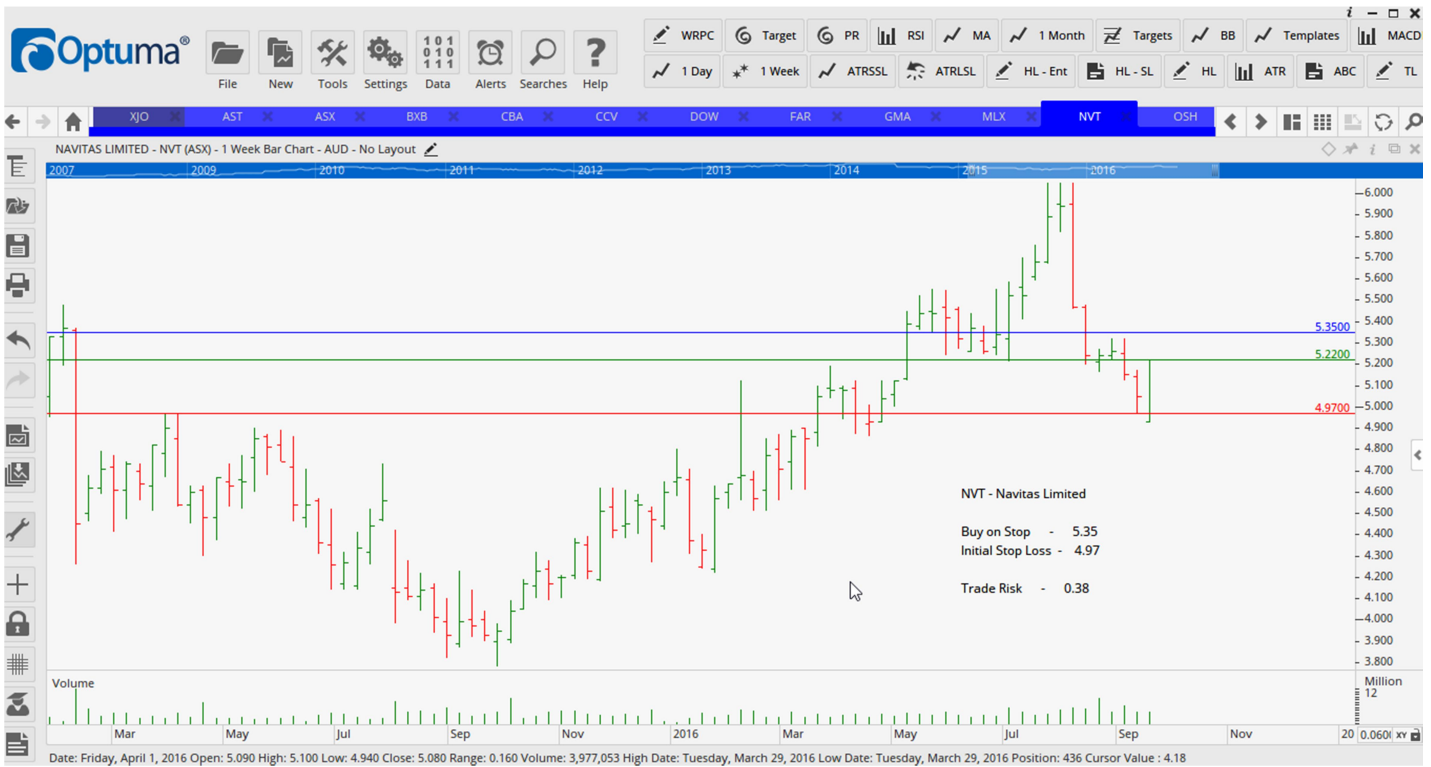 i
Optuma®
File New Tools Settings Data Alerts Searches Help
WRPC Target PR RSI MA 1 Month Targets BB Templates MACD
1 Day 1 Week ATRSSL ATRLSL HL - Ent HL - SL HL ATR ABC TL
XJO AST ASX BXB CBA CCV DOW FAR GMA MLX NVT OSH
NAVITAS LIMITED - NVT (ASX) - 1 Week Bar Chart - AUD - No Layout
2007 2009 2010 2011 2012 2013 2014 2015 2016
6.000
5.900
5.800
5.700
5.600
5.500
5.400
5.3500
5.300
5.2200
5.200
5.100
5.000
4.9700
4.900
4.800
4.700
4.600
NVT - Navitas Limited
4.500
Buy on Stop - 5.35
4.400
Initial Stop Loss - 4.97
4.300
4.200
Trade Risk - 0.38
4.100
4.000
3.900
3.800
Volume
Million
12
Mar May Jul Sep Nov 2016 Mar May Jul Sep Nov 20 0.060( XY
Date: Friday, April 1, 2016 Open: 5.090 High: 5.100 Low: 4.940 Close: 5.080 Range: 0.160 Volume: 3,977,053 High Date: Tuesday, March 29, 2016 Low Date: Tuesday, March 29, 2016 Position: 436 Cursor Value : 4.18